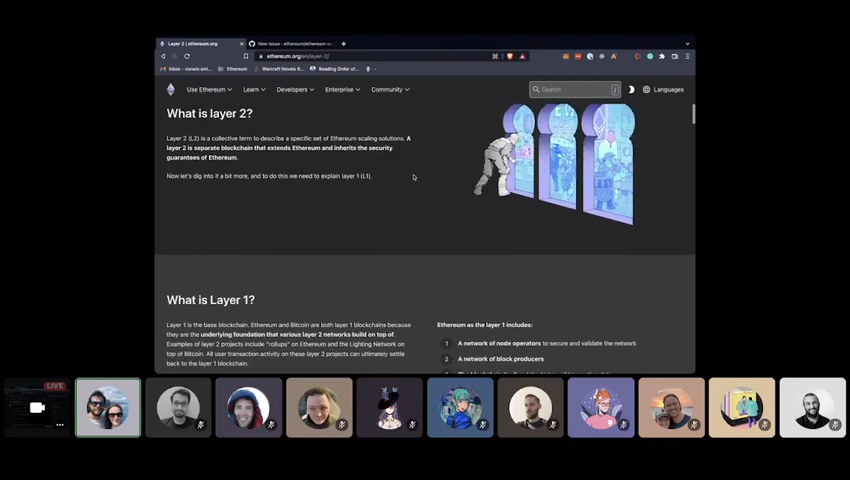 Layer 2 | ethereum.org
New Issue · ethereum/ethereum-or
ethereum.org/en/layer-2/
Ethereum
Warcraft Novels R...
Reading Order of...
Use Ethereum
Learn
Developers
Enterprise
Community
Search
/
Languages
What is layer 2?
Layer 2 (L2) is a collective term to describe a specific set of Ethereum scaling solutions. A
layer 2 is separate blockchain that extends Ethereum and inherits the security
guarantees of Ethereum.
Now let's dig into it a bit more, and to do this we need to explain layer 1 (L1).
What is Layer 1?
Layer 1 is the base blockchain. Ethereum and Bitcoin are both layer 1 blockchains because
they are the underlying foundation that various layer 2 networks build on top of.
Examples of layer 2 projects include "rollups" on Ethereum and the Lighting Network on
top of Bitcoin. All user transaction activity on these layer 2 projects can ultimately settle
back to the layer 1 blockchain.
Ethereum as the layer 1 includes:
1 A network of node operators to secure and validate the network
2 A network of block producers
LIVE